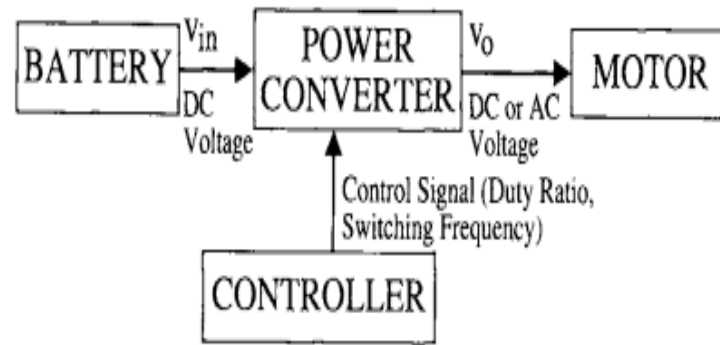 BATTERY
Vin
DC
Voltage
POWER
CONVERTER
Vo
DC or AC
Voltage
MOTOR
Control Signal (Duty Ratio,
Switching Frequency)
CONTROLLER